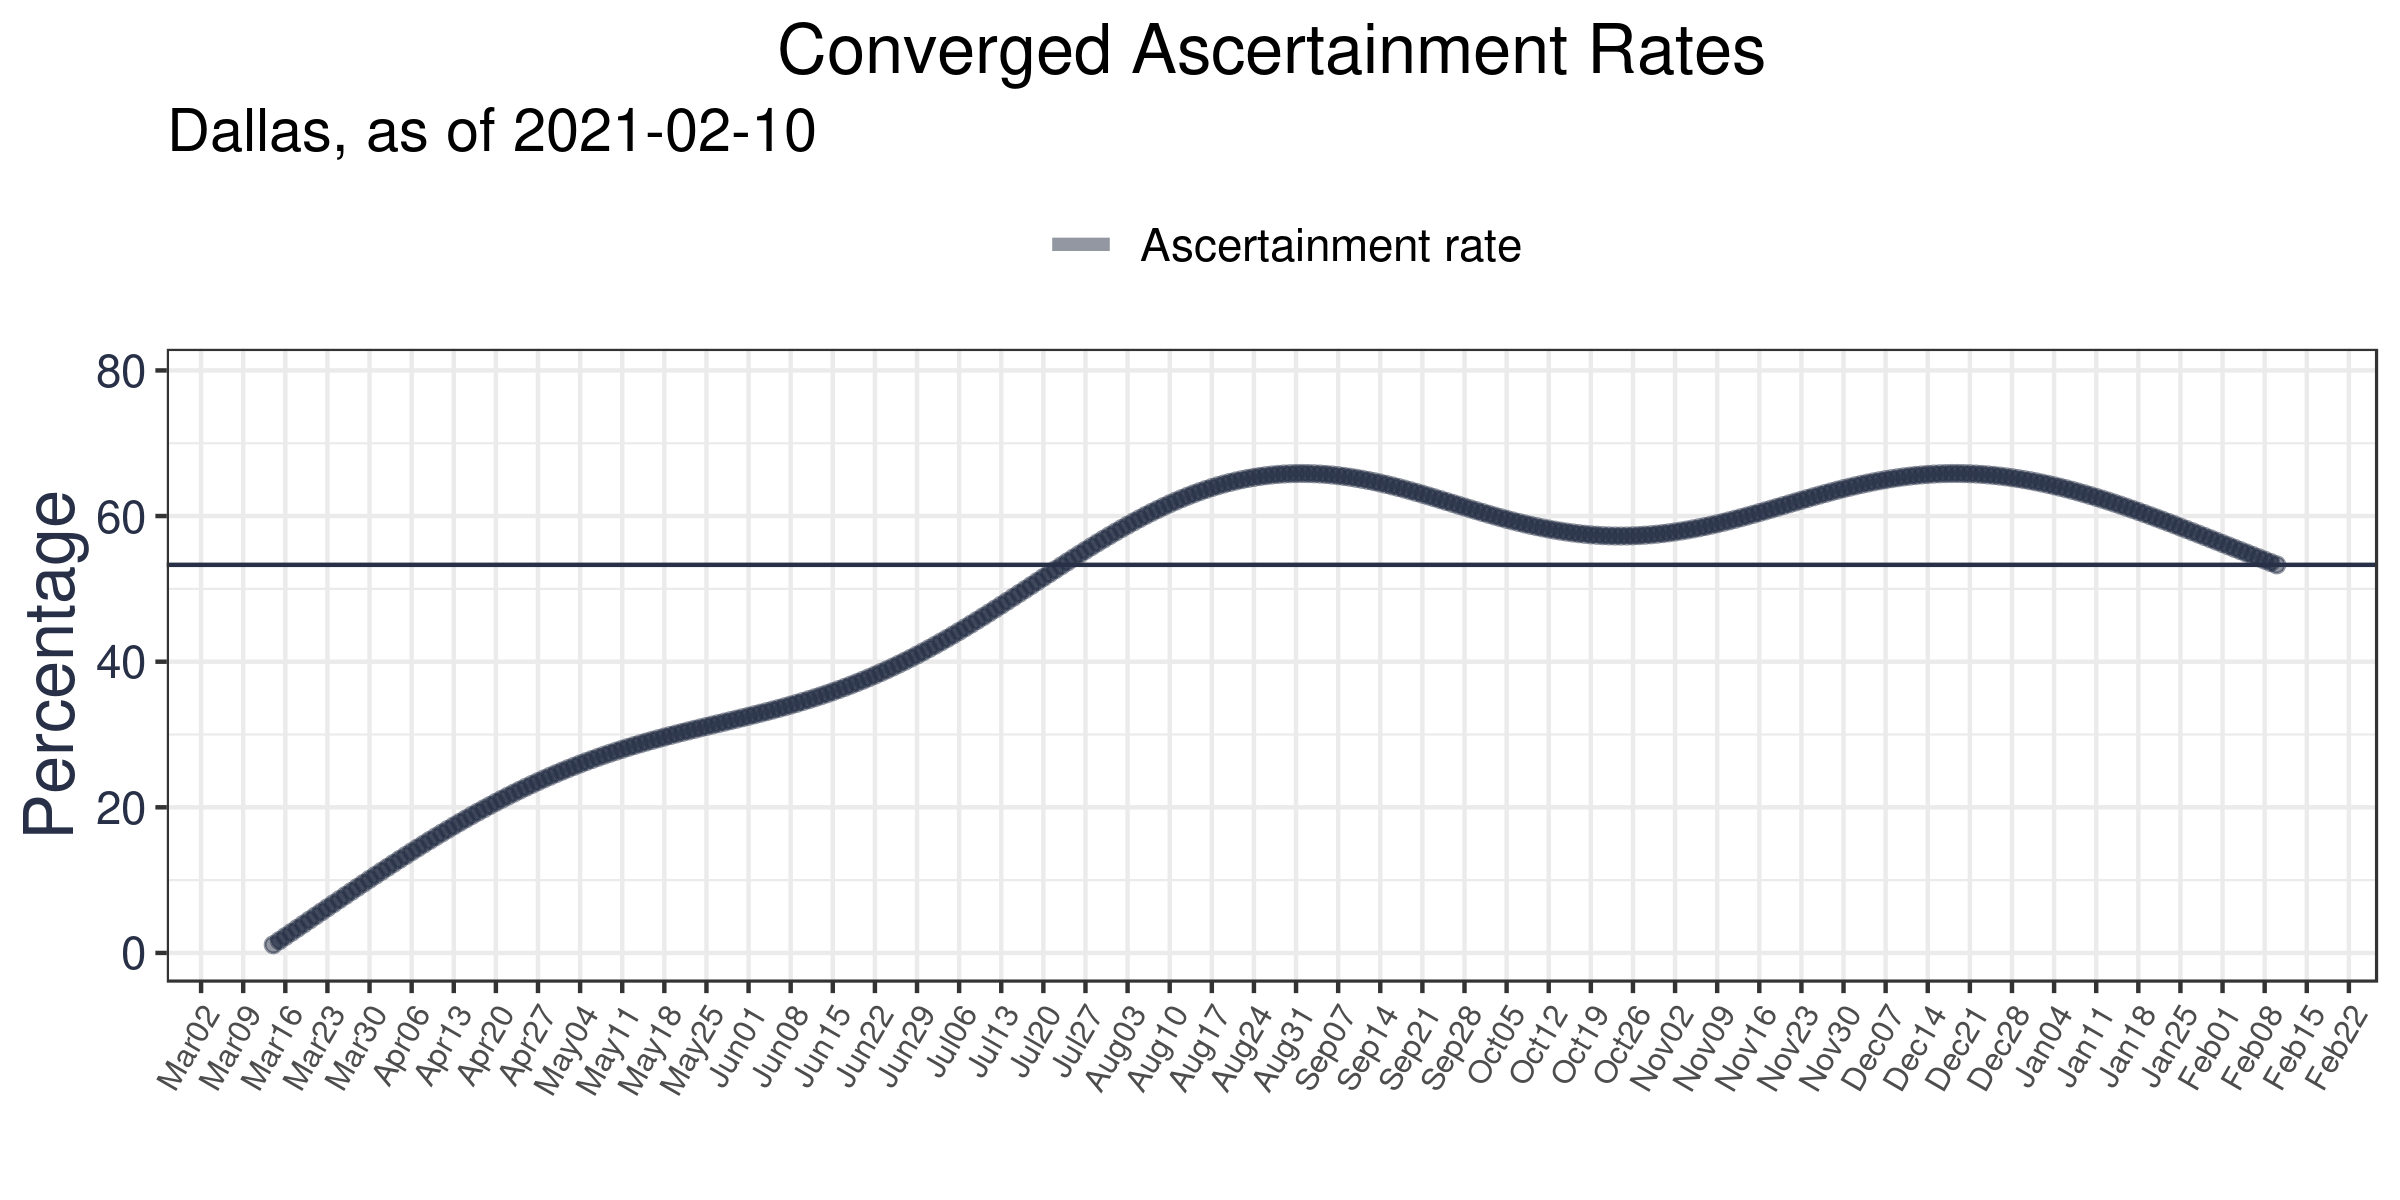 Converged Ascertainment Rates
Dallas, as of 2021-02-10
Ascertainment rate
Percentage
80
60
40
20
0
Mar02 Mar09 Mar16 Mar23 Mar30 Apr06 Apr13 Apr20 Apr27 May04 May11 May18 May25 Jun01 Jun08 Jun15 Jun22 Jun29 Jul06 Jul13 Jul20 Jul27 Aug03 Aug10 Aug17 Aug24 Aug31 Sep07 Sep14 Sep21 Sep28 Oct05 Oct12 Oct19 Oct26 Nov02 Nov09 Nov16 Nov23 Nov30 Dec07 Dec14 Dec21 Dec28 Jan04 Jan11 Jan18 Jan25 Feb01 Feb08 Feb15 Feb22